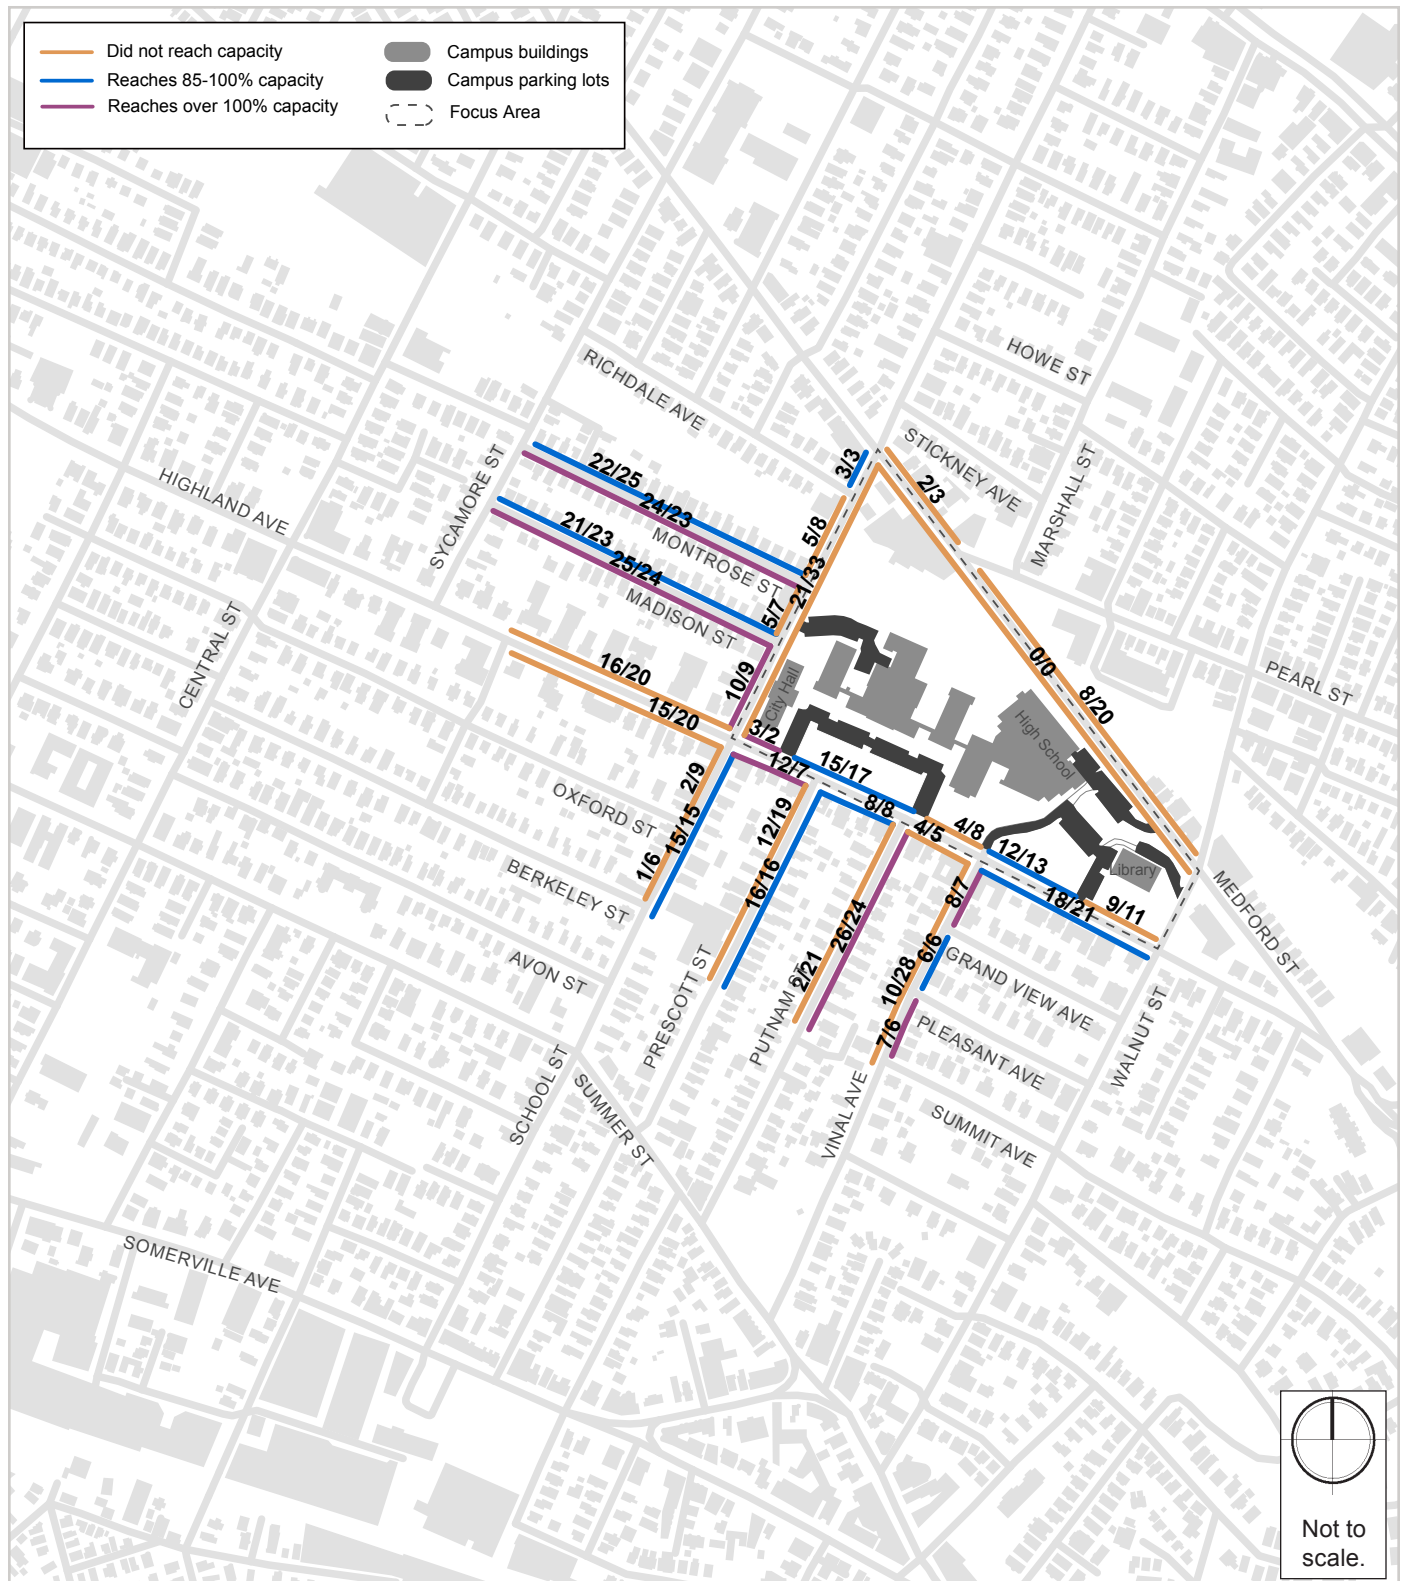 Did not reach capacity
Reaches 85-100% capacity
Reaches over 100% capacity
Campus buildings
Campus parking lots
Focus Area
HOWE ST
RICHDALE AVE
STICKNEY AVE
MARSHALL ST
SYCAMORE ST
HIGHLAND AVE
3/3
2/3
22/25
24/23
MONTROSE ST
5/8
21/33
5/7
21/23
25/24
MADISON ST
CENTRAL ST
PEARL ST
0/0
8/20
16/20
15/20
10/9
City Hall
High School
3/2
12/7
15/17
8/8
4/5
4/8
12/13
18/21
9/11
Library
MEDFORD ST
OXFORD ST
2/9
15/15
1/6
BERKELEY ST
12/19
16/16
AVON ST
PRESCOTT ST
2/21
26/24
PUTNAM ST
8/7
6/6
10/28
7/6
GRAND VIEW AVE
PLEASANT AVE
WALNUT ST
SCHOOL ST
SUMMER ST
VINAL AVE
SUMMIT AVE
SOMERVILLE AVE
Not to
scale.